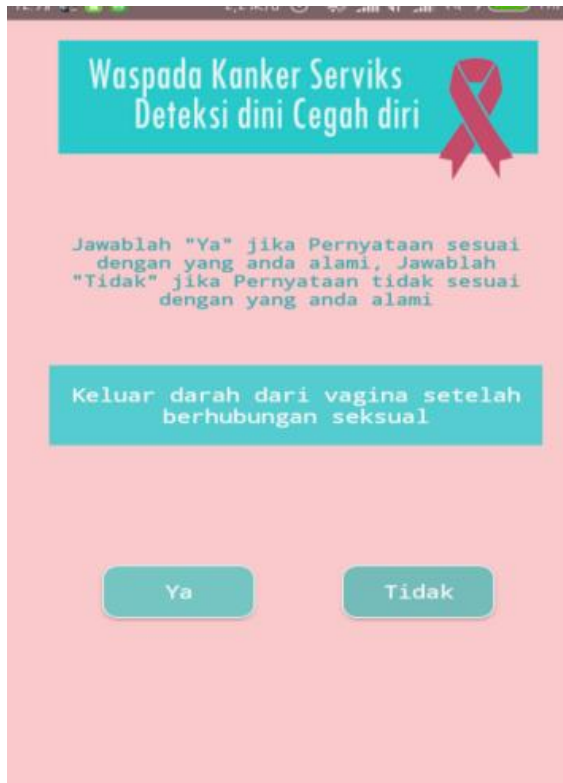 Waspada Kanker Serviks
Deteksi dini Cegah diri
Jawablah "Ya" jika Pernyataan sesuai
dengan yang anda alami, Jawablah
"Tidak" jika Pernyataan tidak sesuai
dengan yang anda alami
Keluar darah dari vagina setelah
berhubungan seksual
Ya
Tidak